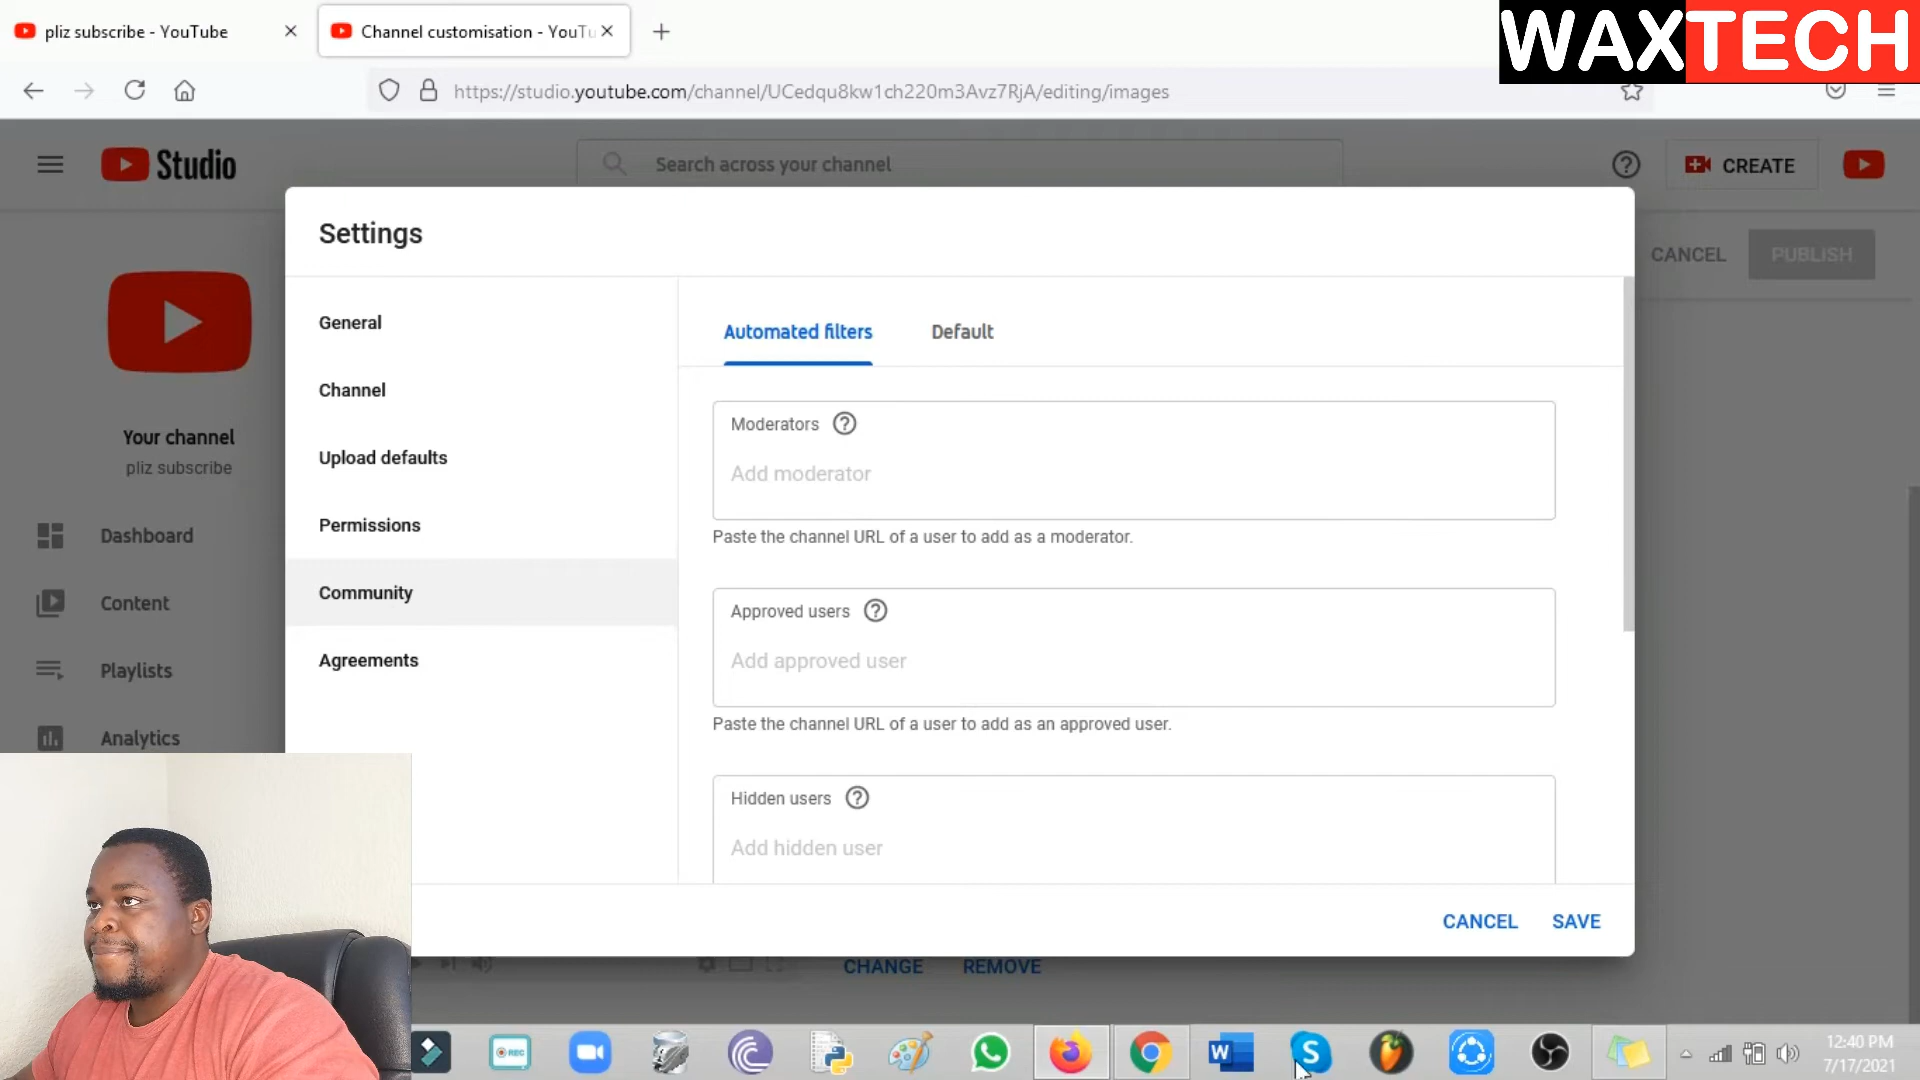 pliz subscribe - YouTube
Channel customisation - YouTu
WAXTECH
https://studio.youtube.com/channel/UCedqu8kw1ch220m3Avz7RjA/editing/images
Studio
Search across your channel
CREATE
Settings
CANCEL
PUBLISH
General
Channel
Upload defaults
Permissions
Community
Agreements
Automated filters
Default
Moderators
Add moderator
Paste the channel URL of a user to add as a moderator.
Approved users
Add approved user
Paste the channel URL of a user to add as an approved user.
Hidden users
Add hidden user
CANCEL
SAVE
Your channel
pliz subscribe
Dashboard
Content
Playlists
Analytics
CHANGE
REMOVE
REC
W
S
12:40 PM
7/17/2021